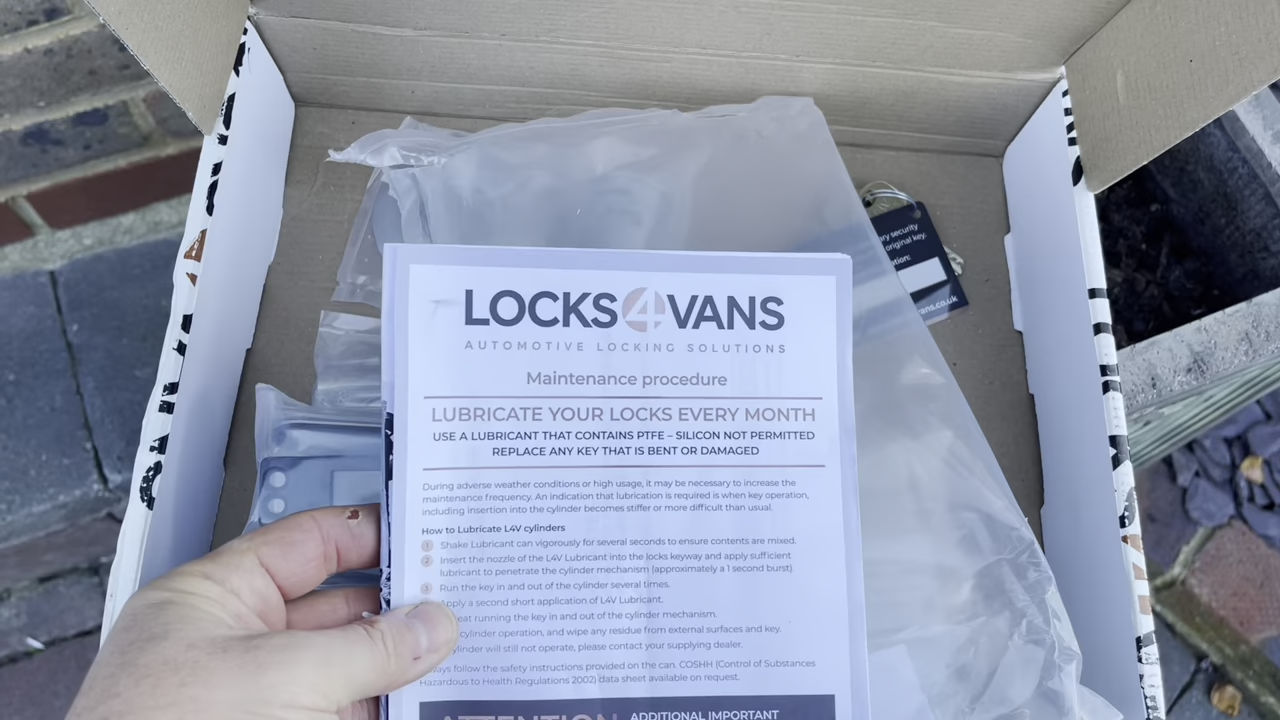 LOCKS4VANS
AUTOMOTIVE LOCKING SOLUTIONS
Maintenance procedure
LUBRICATE YOUR LOCKS EVERY MONTH
USE A LUBRICANT THAT CONTAINS PTFE – SILICON NOT PERMITTED
REPLACE ANY KEY THAT IS BENT OR DAMAGED
During adverse weather conditions or high usage, it may be necessary to increase the
maintenance frequency. An indication that lubrication is required is when key operation,
including insertion into the cylinder becomes stiffer or more difficult than usual.
How to Lubricate L4V cylinders
1 Shake Lubricant can vigorously for several seconds to ensure contents are mixed.
2 Insert the nozzle of the L4V Lubricant into the locks keyway and apply sufficient
lubricant to penetrate the cylinder mechanism (approximately a 1 second burst).
3 Run the key in and out of the cylinder several times.
Apply a second short application of L4V Lubricant.
running the key in and out of the cylinder mechanism.
cylinder operation, and wipe any residue from external surfaces and key.
cylinder will still not operate, please contact your supplying dealer.
follow the safety instructions provided on the can. COSHH (Control of Substances
Hazardous to Health Regulations 2002) data sheet available on request.
ATTENTION ADDITIONAL IMPORTANT
security
original key.
vans.co.uk